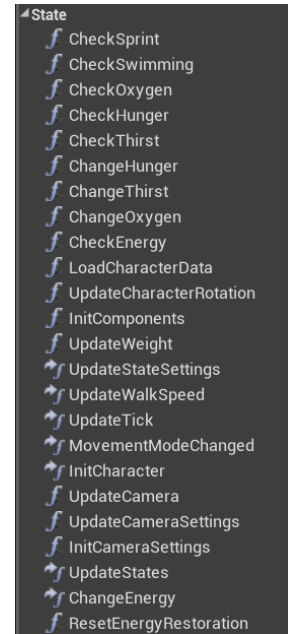 State
CheckSprint
CheckSwimming
CheckOxygen
CheckHunger
CheckThirst
ChangeHunger
ChangeThirst
ChangeOxygen
CheckEnergy
LoadCharacterData
UpdateCharacterRotation
InitComponents
UpdateWeight
UpdateStateSettings
UpdateWalkSpeed
UpdateTick
MovementModeChanged
InitCharacter
UpdateCamera
UpdateCameraSettings
InitCameraSettings
UpdateStates
ChangeEnergy
ResetEnergyRestoration